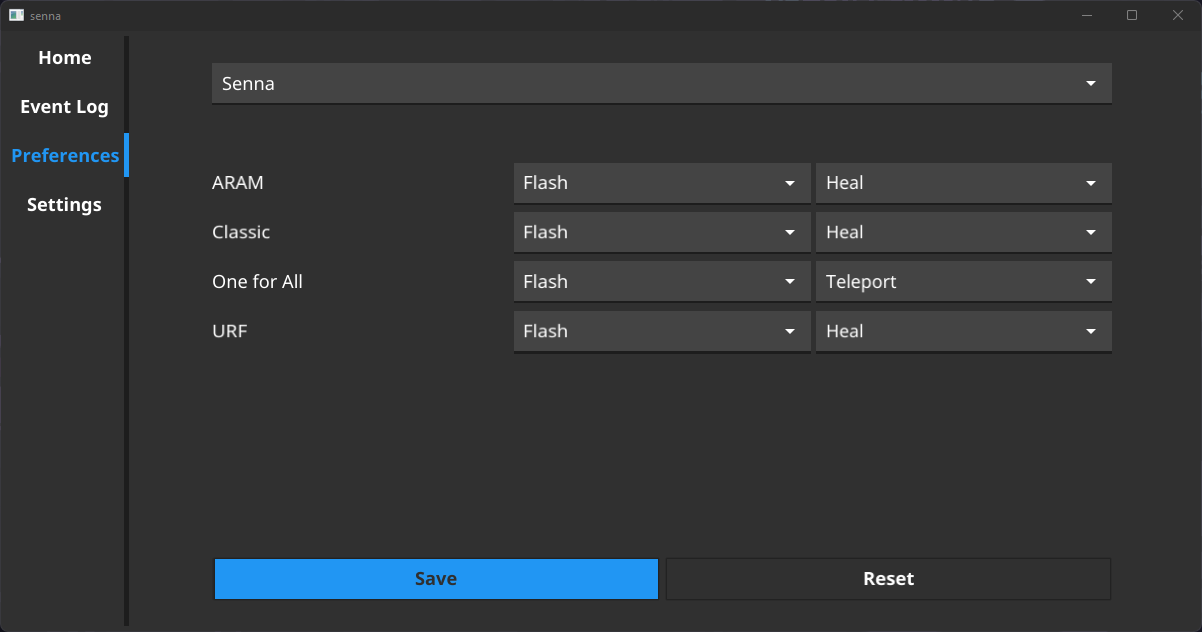 senna
Home
Event Log
Preferences
Settings
Senna
ARAM Flash Heal
Classic Flash Heal
One for All Flash Teleport
URF Flash Heal
Save Reset